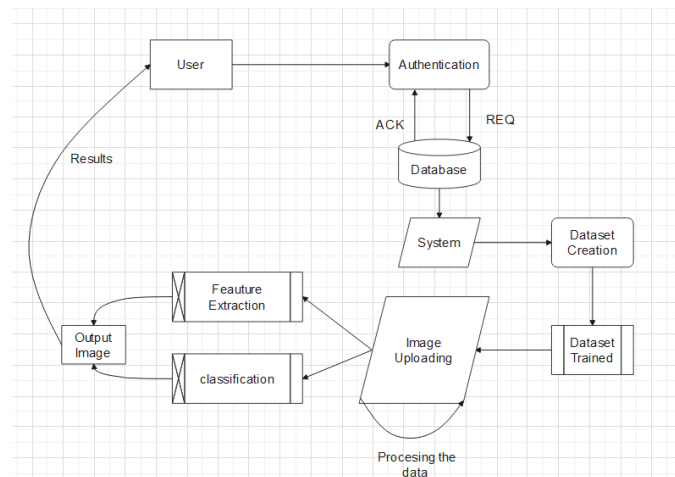 User
Authentication
ACK
REQ
Database
Results
System
Dataset
Creation
Feauture
Extraction
Image
Uploading
Output
Image
Dataset
Trained
classification
Procesing the
data